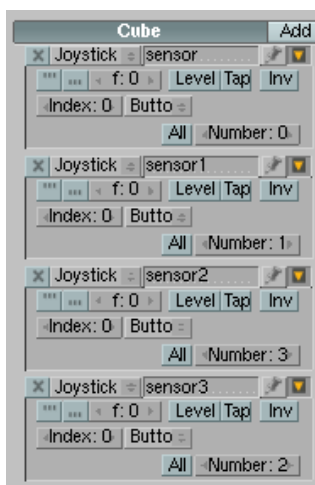 Cube Add
Joystick sensor
f: 0 Level Tap Inv
Index: 0 Butto
All Number: 0
Joystick sensor1
f: 0 Level Tap Inv
Index: 0 Butto
All Number: 1
Joystick sensor2
f: 0 Level Tap Inv
Index: 0 Butto
All Number: 3
Joystick sensor3
f: 0 Level Tap Inv
Index: 0 Butto
All Number: 2